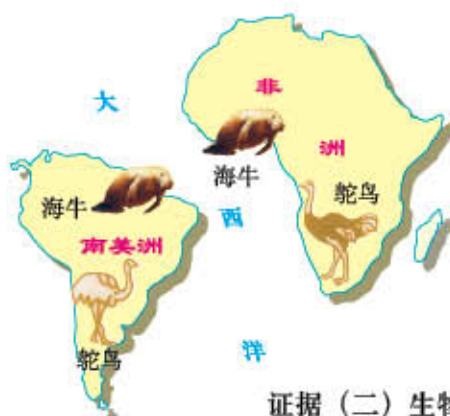 大
西
洋
非
洲
海牛
鸵鸟
海牛
南美洲
鸵鸟
证据（二）生物